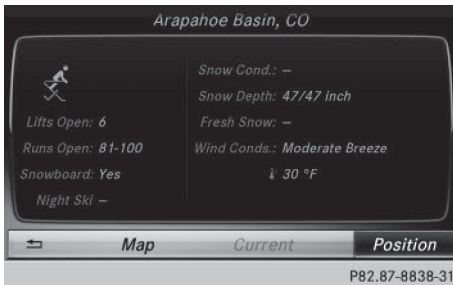 Arapahoe Basin, CO
Lifts Open: 6
Runs Open: 81-100
Snowboard: Yes
Night Ski –
Snow Cond.: –
Snow Depth: 47/47 inch
Fresh Snow: –
Wind Conds.: Moderate Breeze
30 °F
Map
Current
Position
P82.87-8838-31